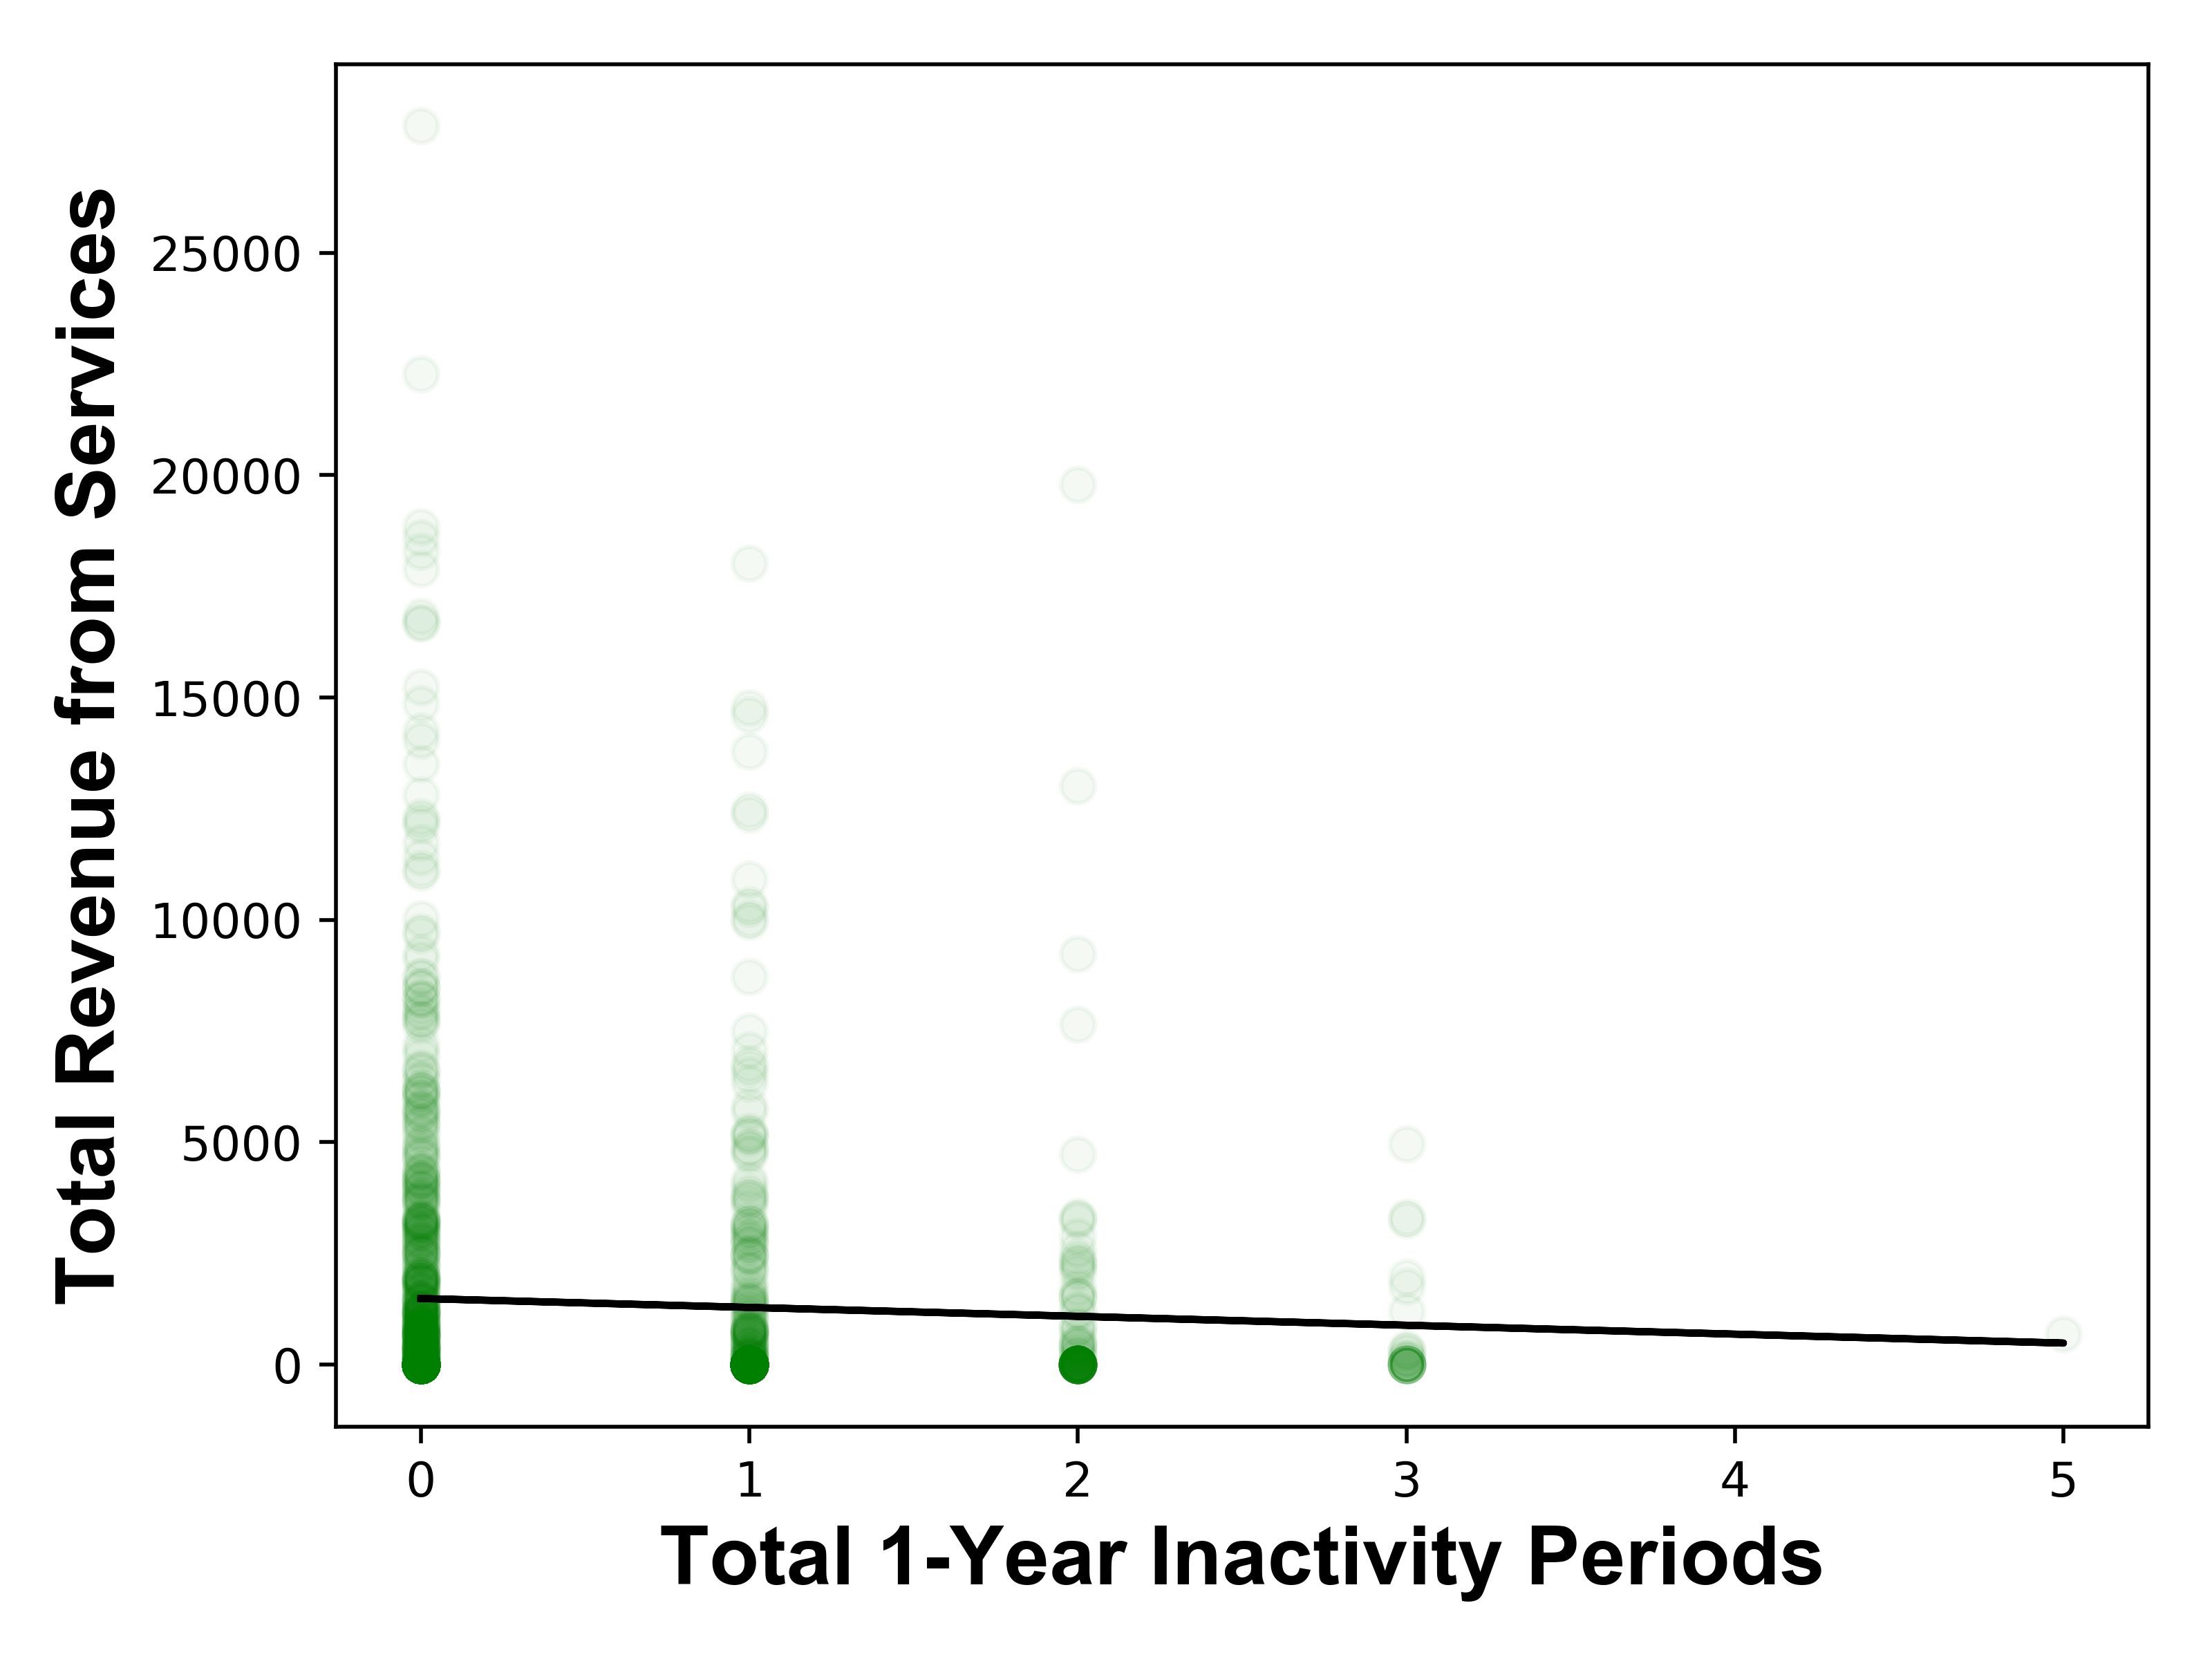 Total Revenue from Services
25000
20000
15000
10000
5000
0
0 1 2 3 4 5
Total 1-Year Inactivity Periods